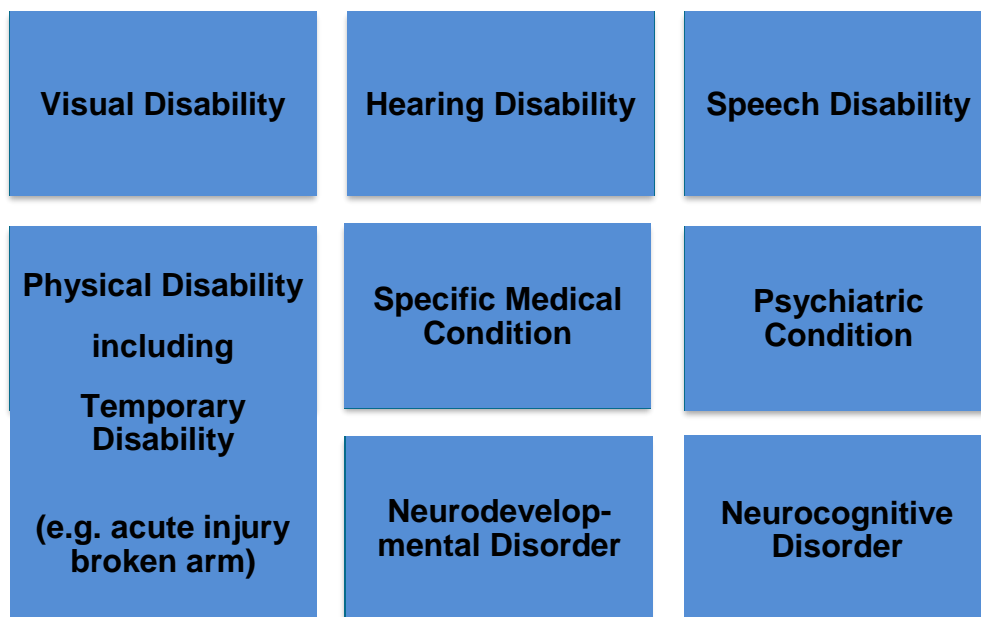 Visual Disability
Hearing Disability
Speech Disability
Physical Disability
including
Temporary
Disability
(e.g. acute injury
broken arm)
Specific Medical
Condition
Psychiatric
Condition
Neurodevelop-
mental Disorder
Neurocognitive
Disorder